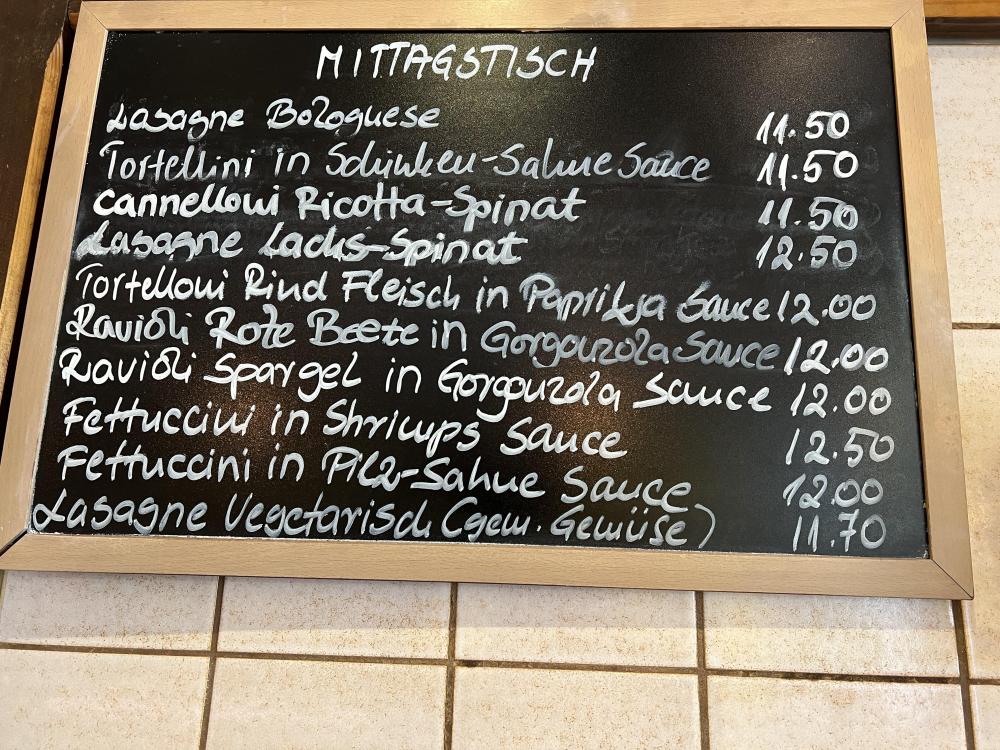 MITTAGSTISCH
Lasagne Bolognese 11.50
Tortellini in Schinken-Sahne Sauce 11.50
Cannelloni Ricotta-Spinat 11.50
Lasagne Lachs-Spinat 12.50
Tortelloni Rind Fleisch in Paprika Sauce 12.00
Ravioli Rote Beete in Gorgonzola Sauce 12.00
Ravioli Spargel in Gorgonzola Sauce 12.00
Fettuccini in Shrimps Sauce 12.50
Fettuccini in Pilz-Sahne Sauce 12.00
Lasagne Vegetarisch (gem. Gemüse) 11.70